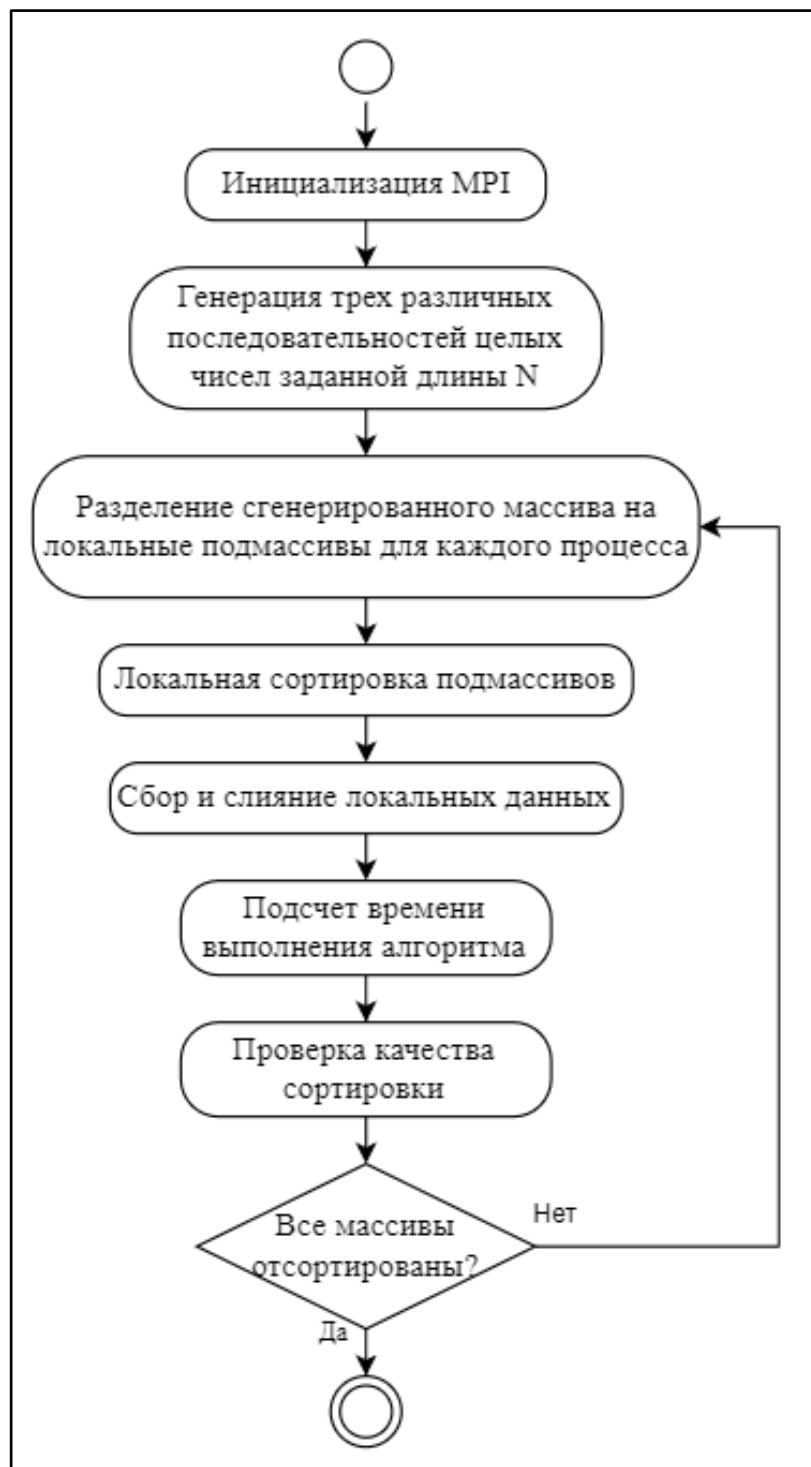 Инициализация MPI
Генерация трех различных
последовательностей целых
чисел заданной длины N
Разделение сгенерированного массива на
локальные подмассивы для каждого процесса
Локальная сортировка подмассивов
Сбор и слияние локальных данных
Подсчет времени
выполнения алгоритма
Проверка качества
сортировки
Все массивы
отсортированы?
Нет
Да